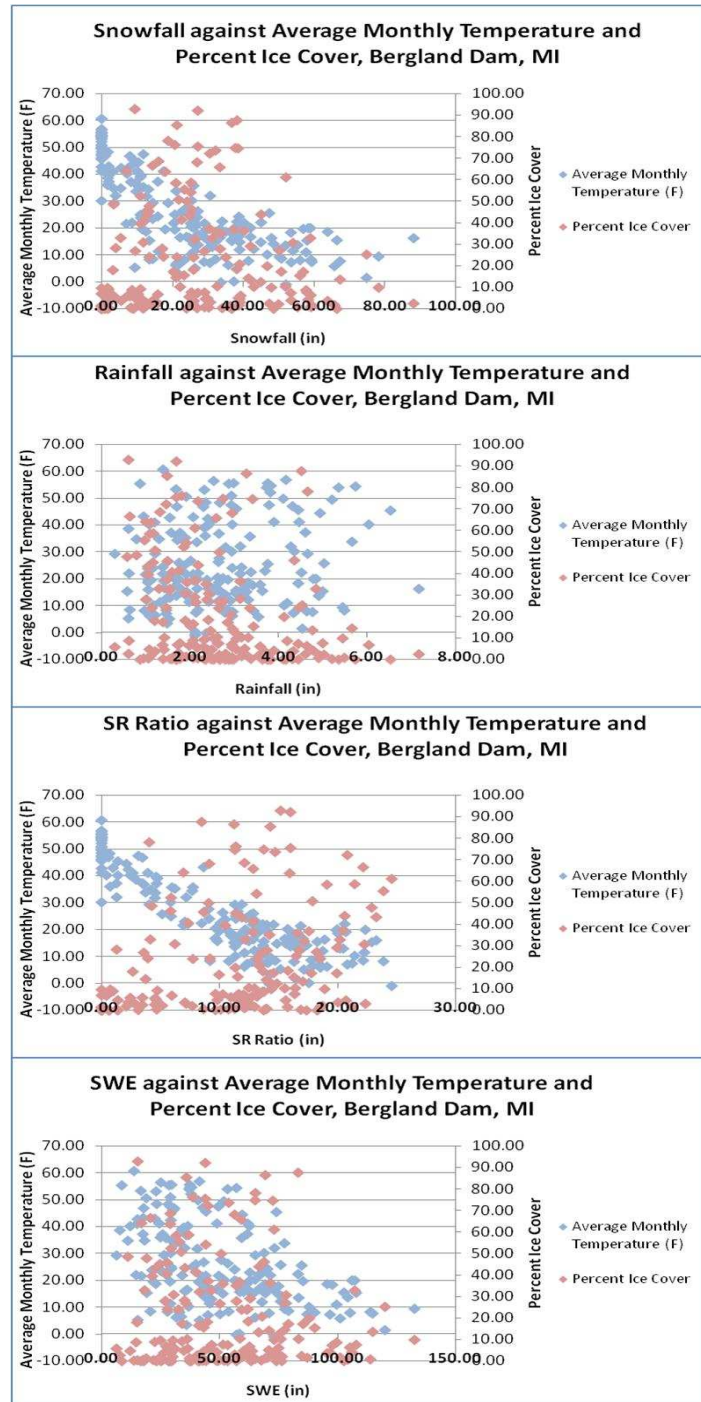 Snowfall against Average Monthly Temperature and
Percent Ice Cover, Bergland Dam, MI
Average Monthly Temperature (F)
70.00
60.00
50.00
40.00
30.00
20.00
10.00
0.00
-10.00
100.00
90.00
80.00
70.00
60.00
50.00
40.00
30.00
20.00
10.00
0.00
Percent Ice Cover
0.00 20.00 40.00 60.00 80.00 100.00
Snowfall (in)
Average Monthly
Temperature (F)
Percent Ice Cover
Rainfall against Average Monthly Temperature and
Percent Ice Cover, Bergland Dam, MI
Average Monthly Temperature (F)
70.00
60.00
50.00
40.00
30.00
20.00
10.00
0.00
-10.00
100.00
90.00
80.00
70.00
60.00
50.00
40.00
30.00
20.00
10.00
0.00
Percent Ice Cover
0.00 2.00 4.00 6.00 8.00
Rainfall (in)
Average Monthly
Temperature (F)
Percent Ice Cover
SR Ratio against Average Monthly Temperature and
Percent Ice Cover, Bergland Dam, MI
Average Monthly Temperature (F)
70.00
60.00
50.00
40.00
30.00
20.00
10.00
0.00
-10.00
100.00
90.00
80.00
70.00
60.00
50.00
40.00
30.00
20.00
10.00
0.00
Percent Ice Cover
0.00 10.00 20.00 30.00
SR Ratio (in)
Average Monthly
Temperature (F)
Percent Ice Cover
SWE against Average Monthly Temperature and
Percent Ice Cover, Bergland Dam, MI
Average Monthly Temperature (F)
70.00
60.00
50.00
40.00
30.00
20.00
10.00
0.00
-10.00
100.00
90.00
80.00
70.00
60.00
50.00
40.00
30.00
20.00
10.00
0.00
Percent Ice Cover
0.00 50.00 100.00 150.00
SWE (in)
Average Monthly
Temperature (F)
Percent Ice Cover